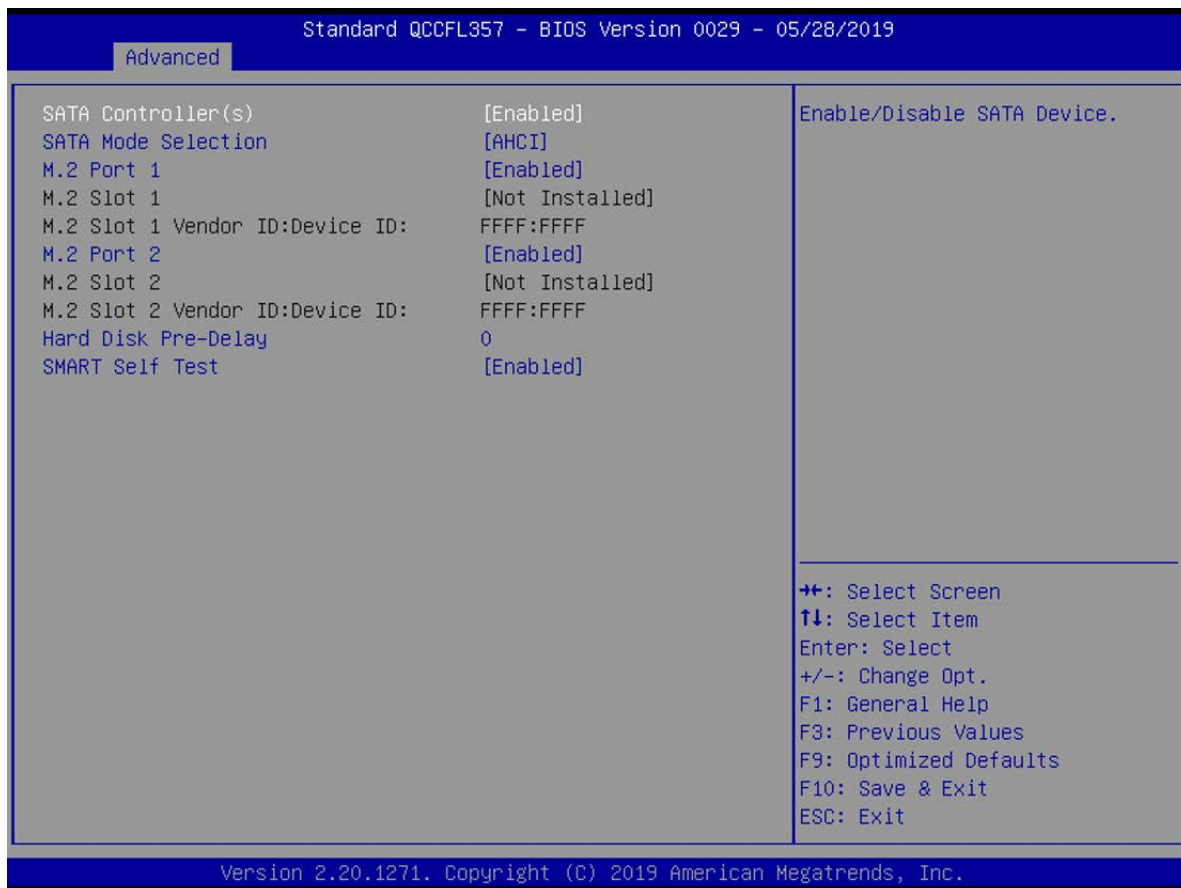 Standard QCCFL357 – BIOS Version 0029 – 05/28/2019
Advanced
SATA Controller(s) [Enabled]
SATA Mode Selection [AHCI]
M.2 Port 1 [Enabled]
M.2 Slot 1 [Not Installed]
M.2 Slot 1 Vendor ID:Device ID: FFFF:FFFF
M.2 Port 2 [Enabled]
M.2 Slot 2 [Not Installed]
M.2 Slot 2 Vendor ID:Device ID: FFFF:FFFF
Hard Disk Pre-Delay 0
SMART Self Test [Enabled]
Enable/Disable SATA Device.
→←: Select Screen
↑↓: Select Item
Enter: Select
+/-: Change Opt.
F1: General Help
F3: Previous Values
F9: Optimized Defaults
F10: Save & Exit
ESC: Exit
Version 2.20.1271. Copyright (C) 2019 American Megatrends, Inc.